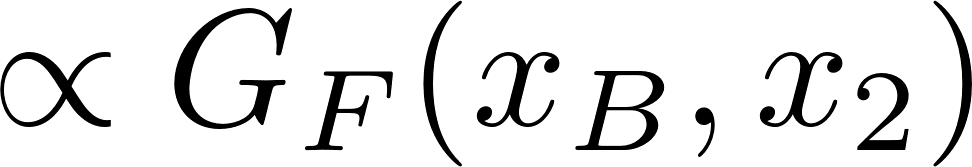 ∝ G_F(x_B, x_2)